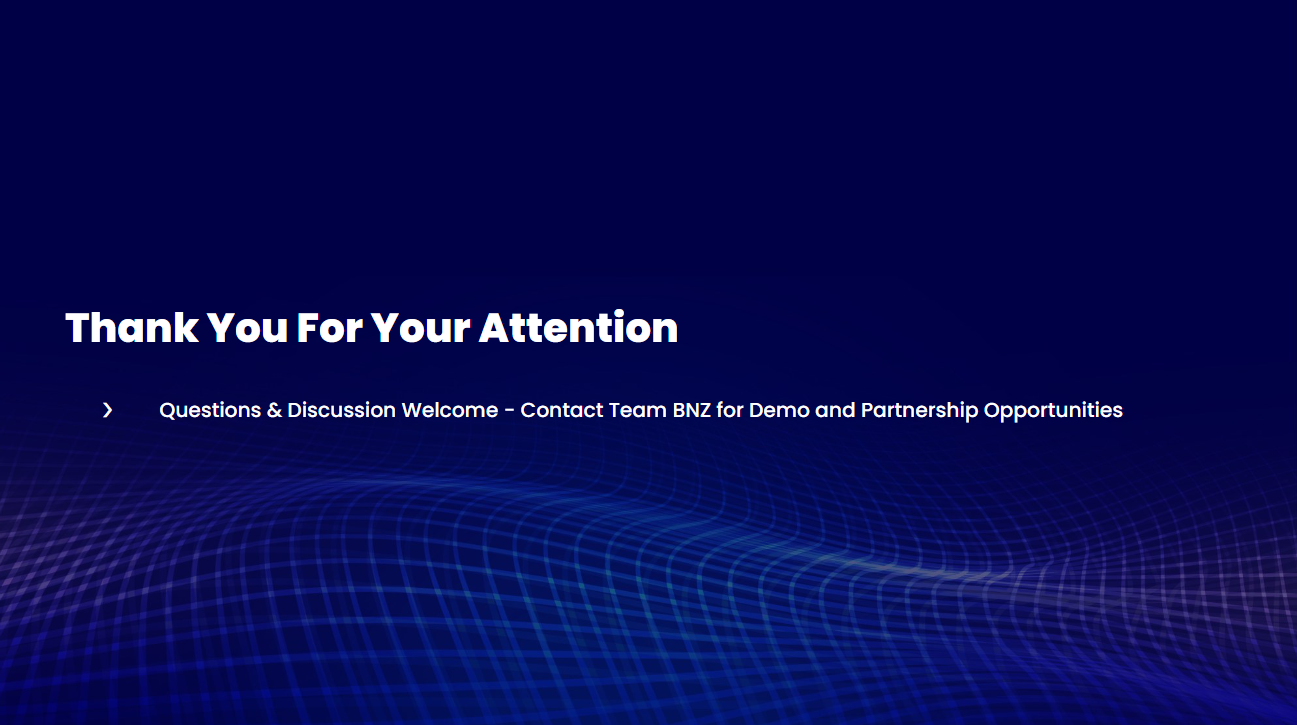 Thank You For Your Attention
› Questions & Discussion Welcome - Contact Team BNZ for Demo and Partnership Opportunities